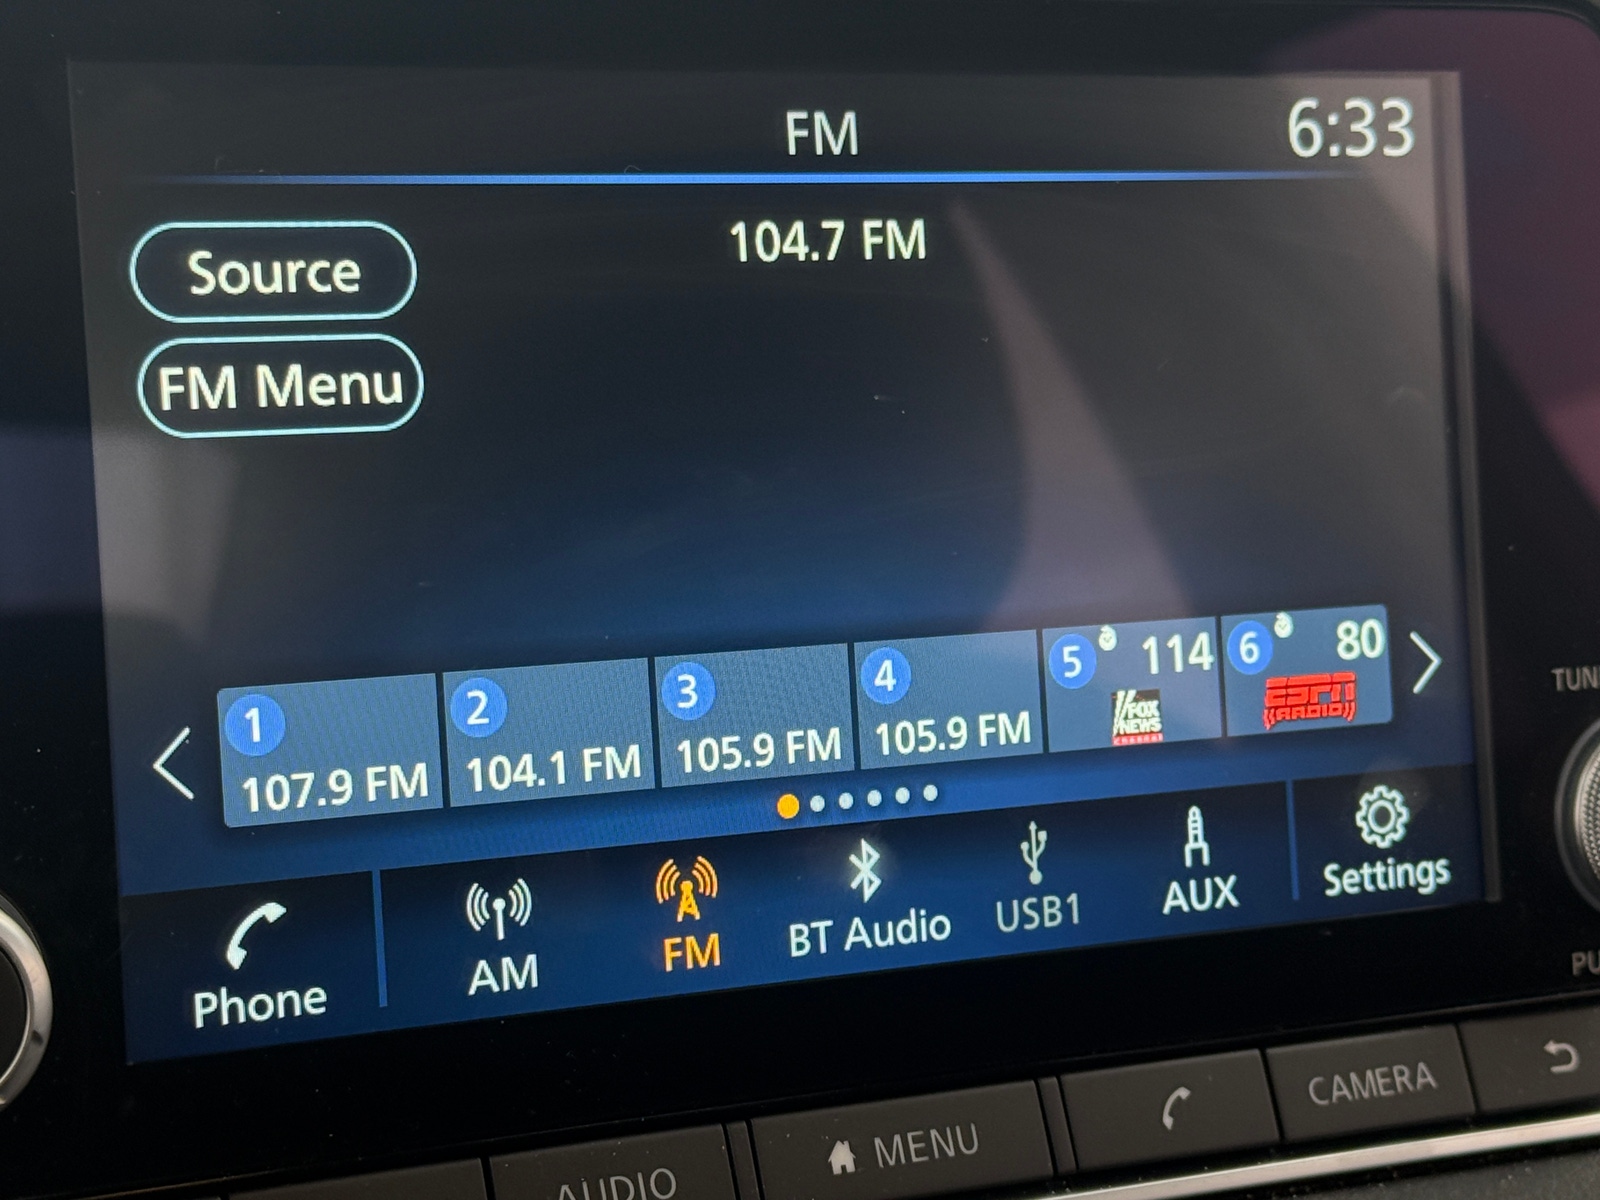 FM
6:33
104.7 FM
Source
FM Menu
1
107.9 FM
2
104.1 FM
3
105.9 FM
4
105.9 FM
5
114
FOX
NEWS
channel
6
80
ESPN
RADIO
Phone
AM
FM
BT Audio
USB1
AUX
Settings
TUN
PU
AUDIO
MENU
CAMERA